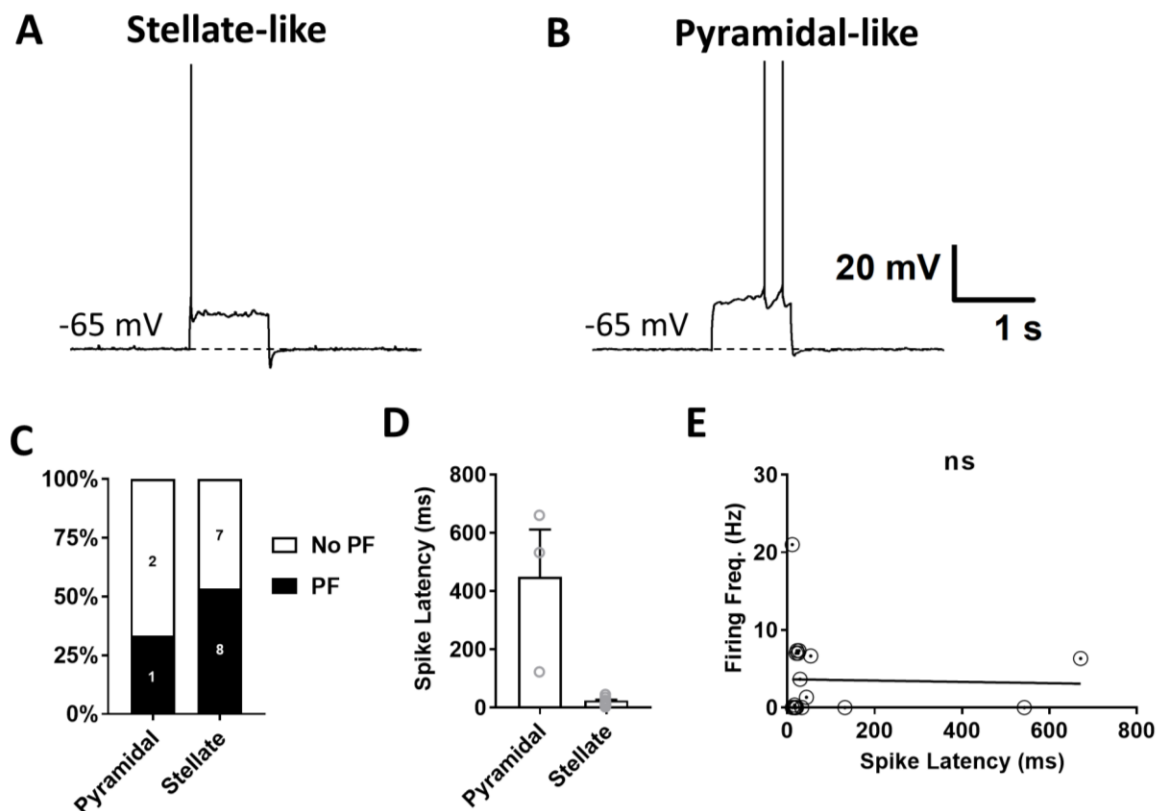 A Stellate-like
B Pyramidal-like
-65 mV
-65 mV
20 mV
1 s
C
100%
75%
50%
25%
0%
2
1
7
8
Pyramidal
Stellate
No PF
PF
D
Spike Latency (ms)
800
600
400
200
0
Pyramidal
Stellate
E
ns
Firing Freq. (Hz)
30
20
10
0
0 200 400 600 800
Spike Latency (ms)